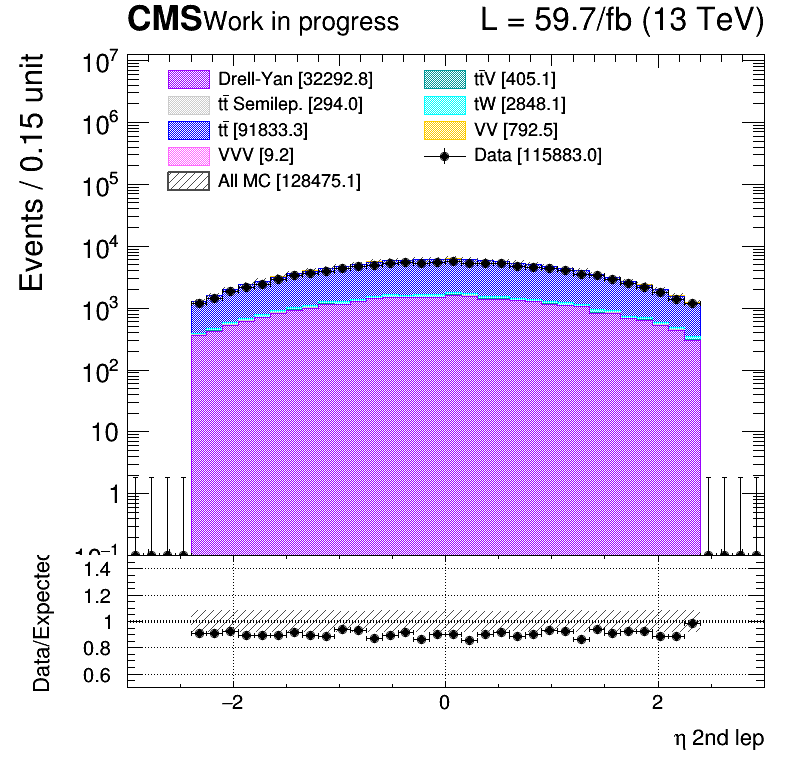 CMS Work in progress L = 59.7/fb (13 TeV)
Events / 0.15 unit
Drell-Yan [32292.8]
tt̄ Semilep. [294.0]
tt̄ [91833.3]
VVV [9.2]
All MC [128475.1]
tt̄V [405.1]
tW [2848.1]
VV [792.5]
Data [115883.0]
10⁷
10⁶
10⁵
10⁴
10³
10²
10
1
10⁻¹
Data/Expected
1.4
1.2
1
0.8
0.6
−2 0 2
η 2nd lep